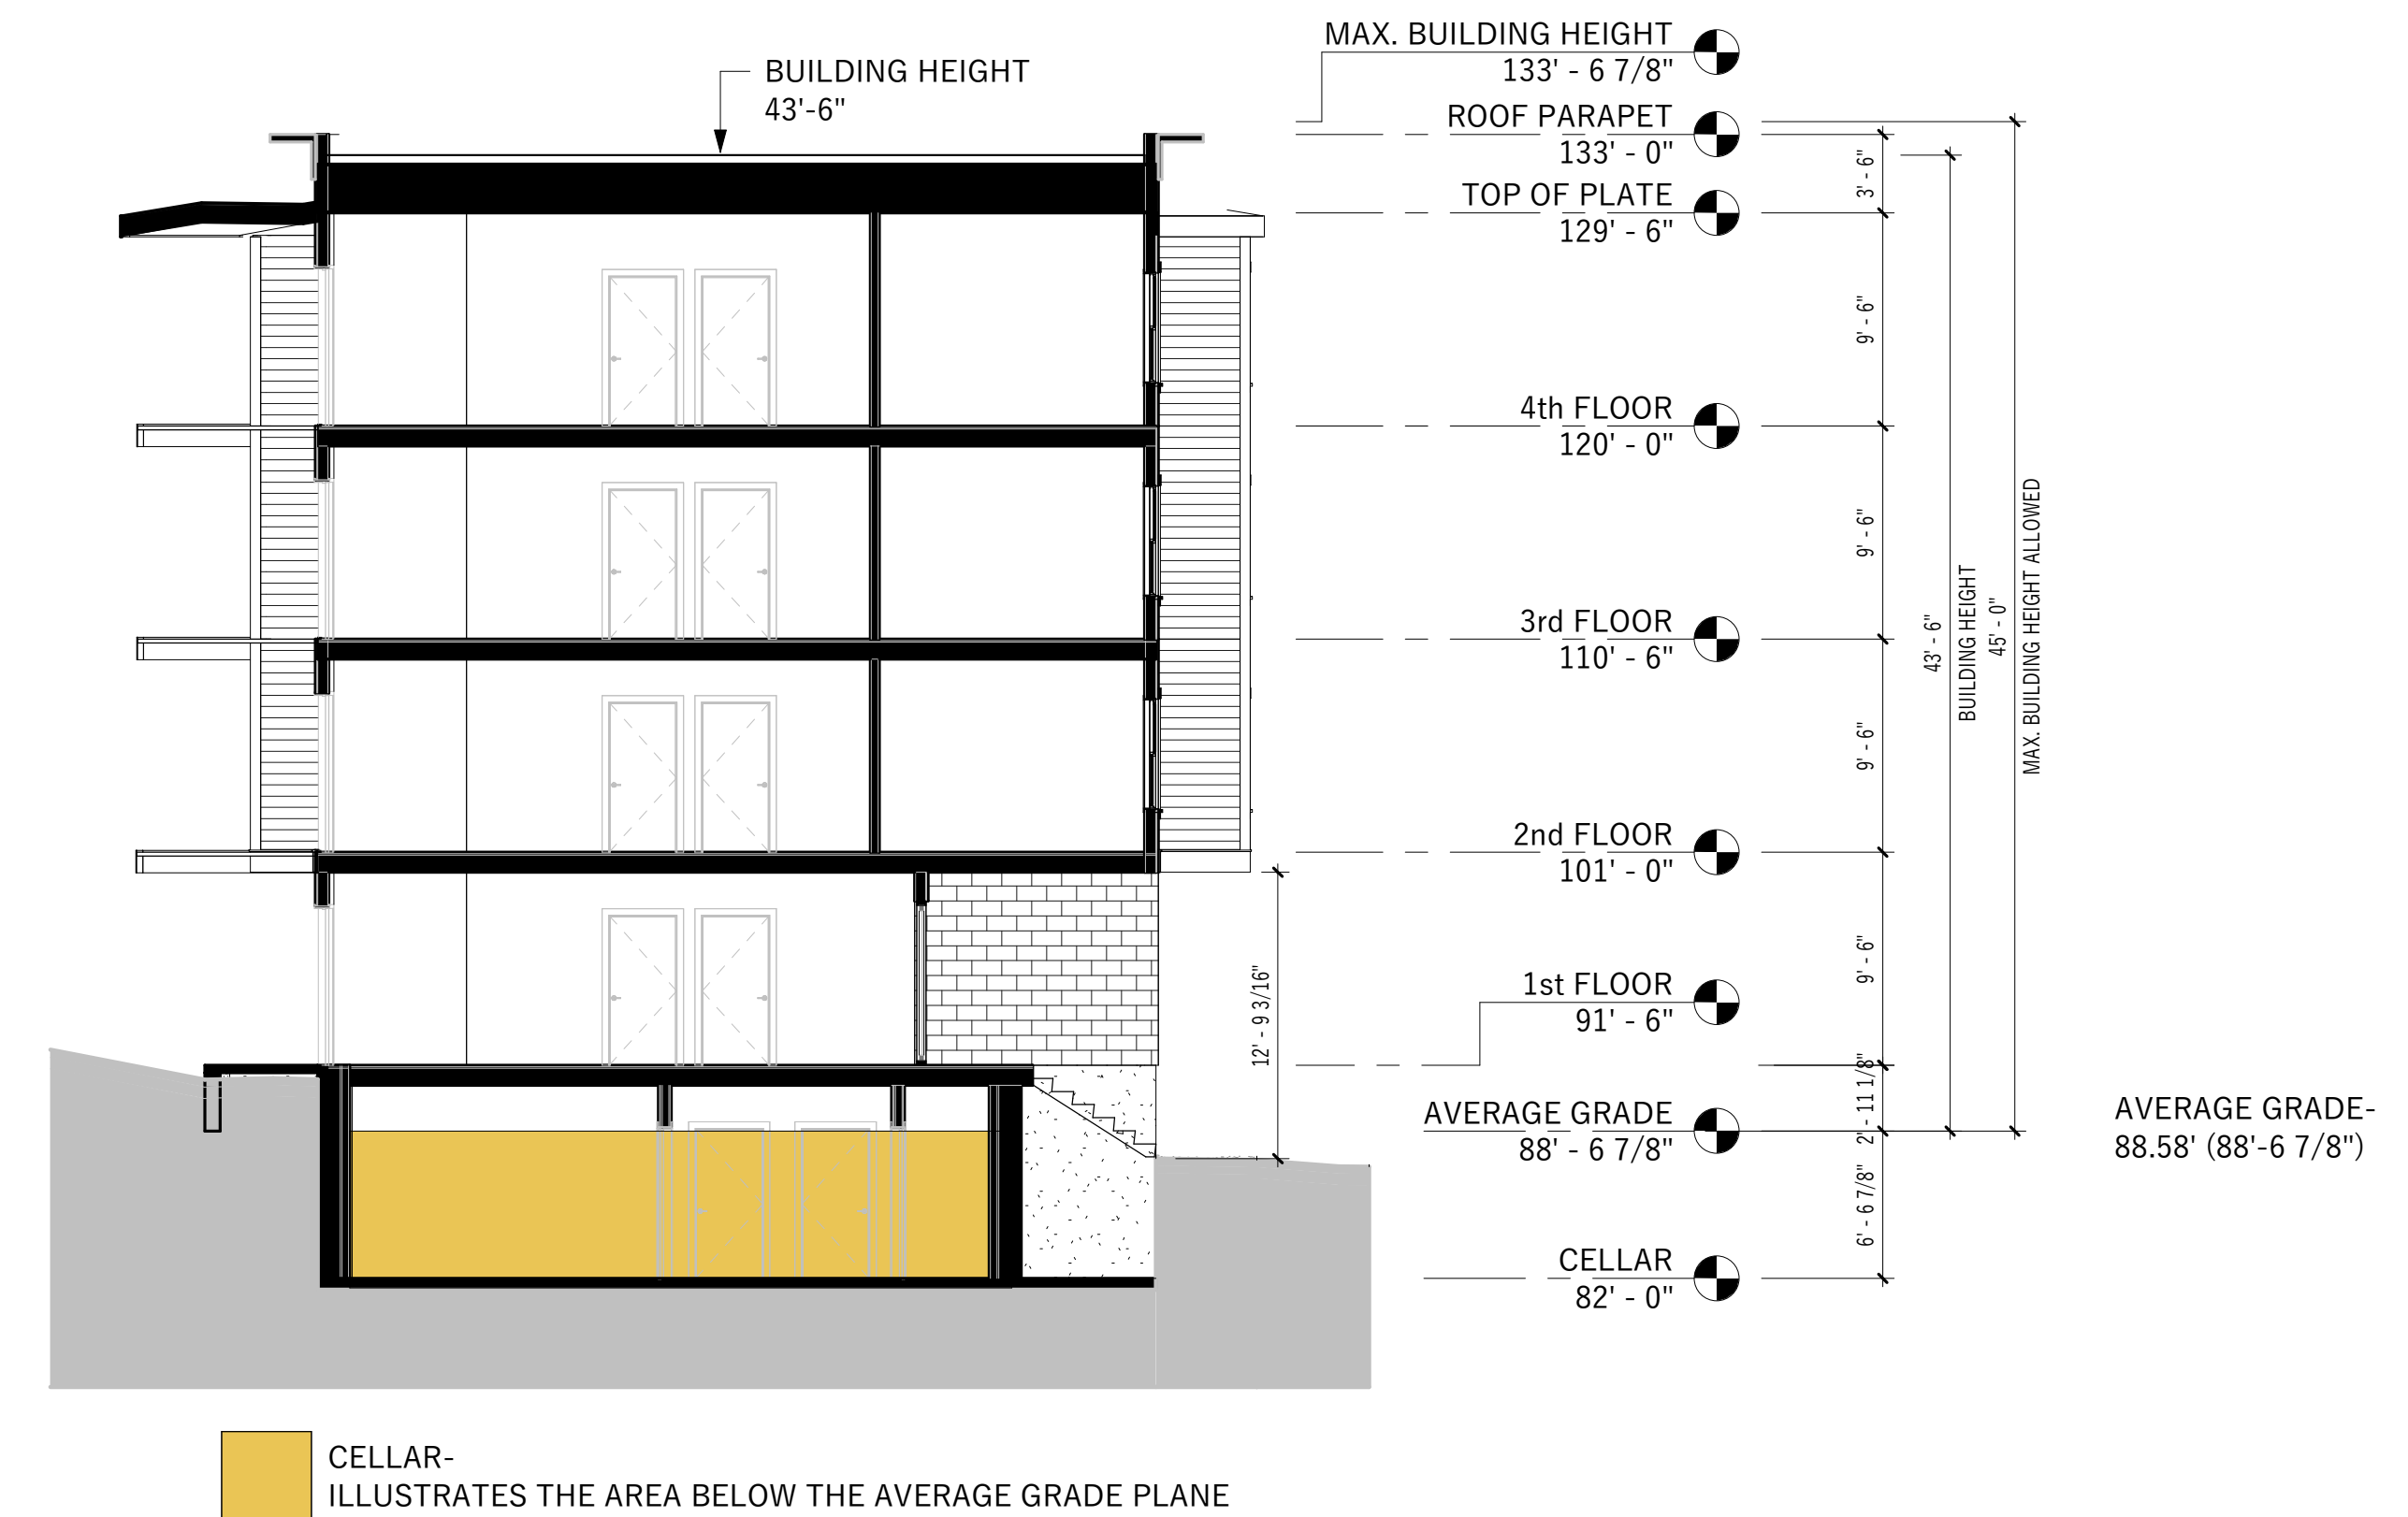 MAX. BUILDING HEIGHT
133' - 6 7/8"
BUILDING HEIGHT
43'-6"
ROOF PARAPET
133' - 0"
TOP OF PLATE
129' - 6"
4th FLOOR
120' - 0"
3rd FLOOR
110' - 6"
2nd FLOOR
101' - 0"
1st FLOOR
91' - 6"
AVERAGE GRADE
88' - 6 7/8"
CELLAR
82' - 0"
12' - 9 3/16"
3' - 6"
9' - 6"
9' - 6"
9' - 6"
9' - 6"
2' - 11 1/8"
6' - 6 7/8"
43' - 6"
BUILDING HEIGHT
45' - 0"
MAX. BUILDING HEIGHT ALLOWED
AVERAGE GRADE-
88.58' (88'-6 7/8")
CELLAR-
ILLUSTRATES THE AREA BELOW THE AVERAGE GRADE PLANE